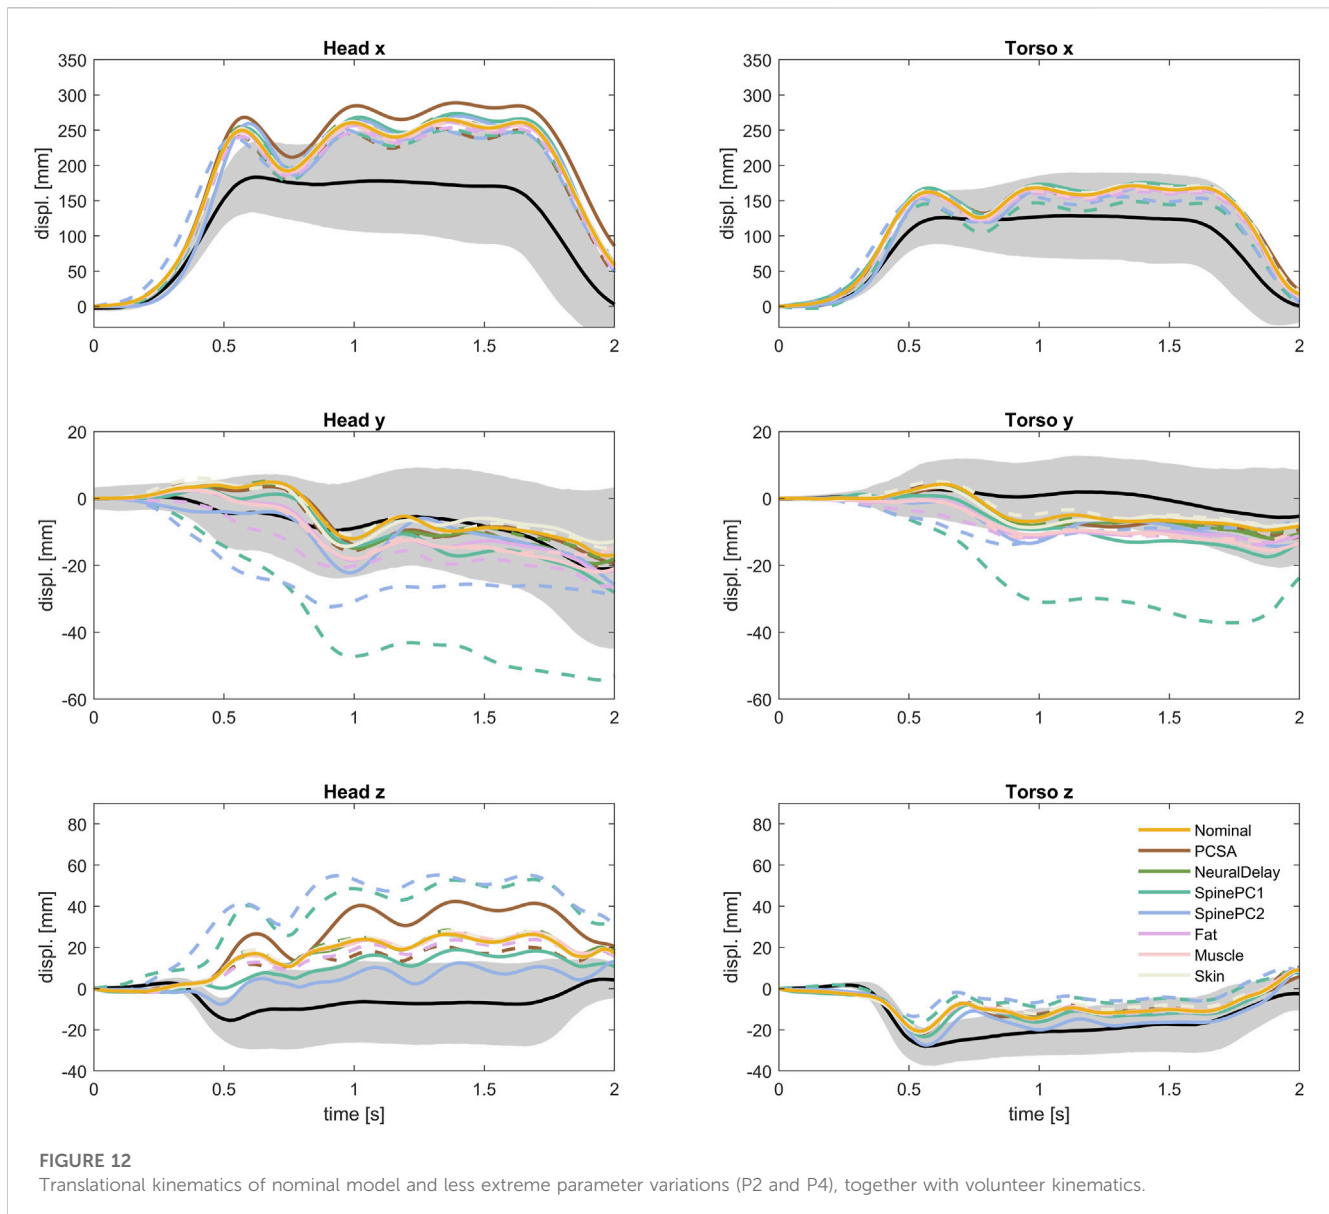 Head x
350
300
250
200
150
100
50
0
displ. [mm]
0 0.5 1 1.5 2
Torso x
350
300
250
200
150
100
50
0
displ. [mm]
0 0.5 1 1.5 2
Head y
20
0
-20
-40
-60
displ. [mm]
0 0.5 1 1.5 2
Torso y
20
0
-20
-40
-60
displ. [mm]
0 0.5 1 1.5 2
Head z
80
60
40
20
0
-20
-40
displ. [mm]
0 0.5 1 1.5 2
time [s]
Torso z
80
60
40
20
0
-20
-40
displ. [mm]
Nominal
PCSA
NeuralDelay
SpinePC1
SpinePC2
Fat
Muscle
Skin
0 0.5 1 1.5 2
time [s]
FIGURE 12
Translational kinematics of nominal model and less extreme parameter variations (P2 and P4), together with volunteer kinematics.